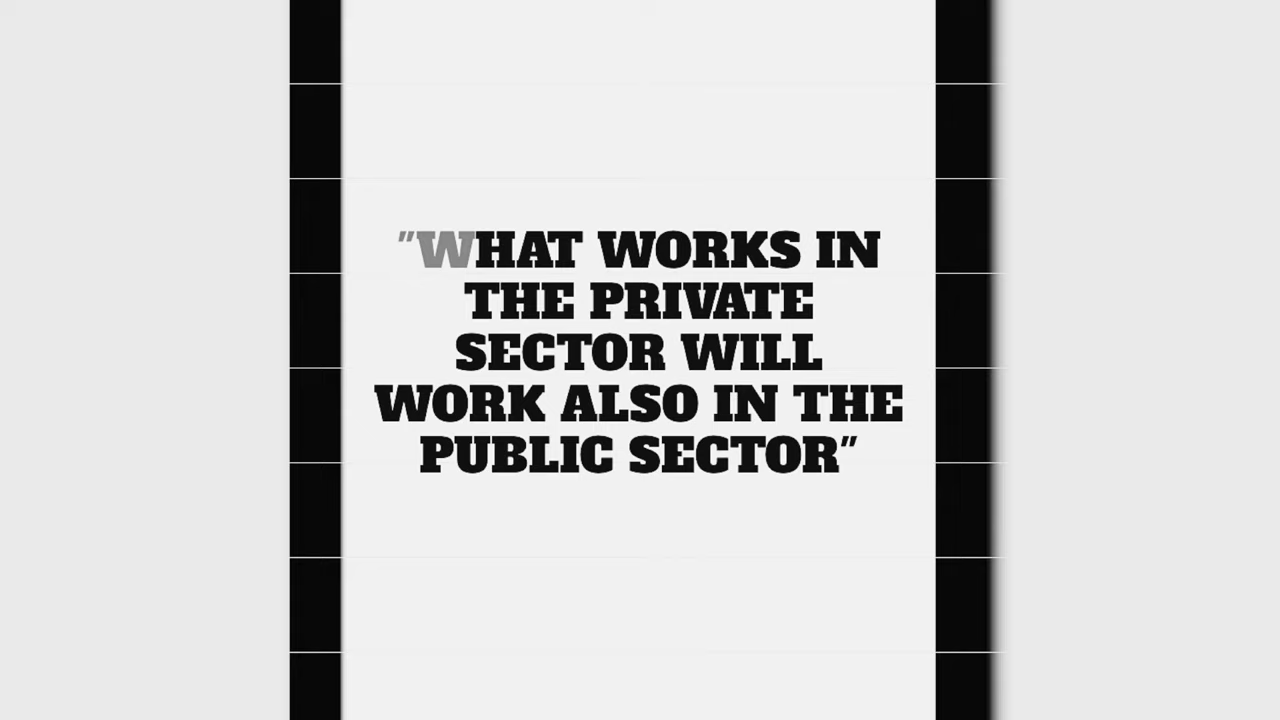 "WHAT WORKS IN
THE PRIVATE
SECTOR WILL
WORK ALSO IN THE
PUBLIC SECTOR"